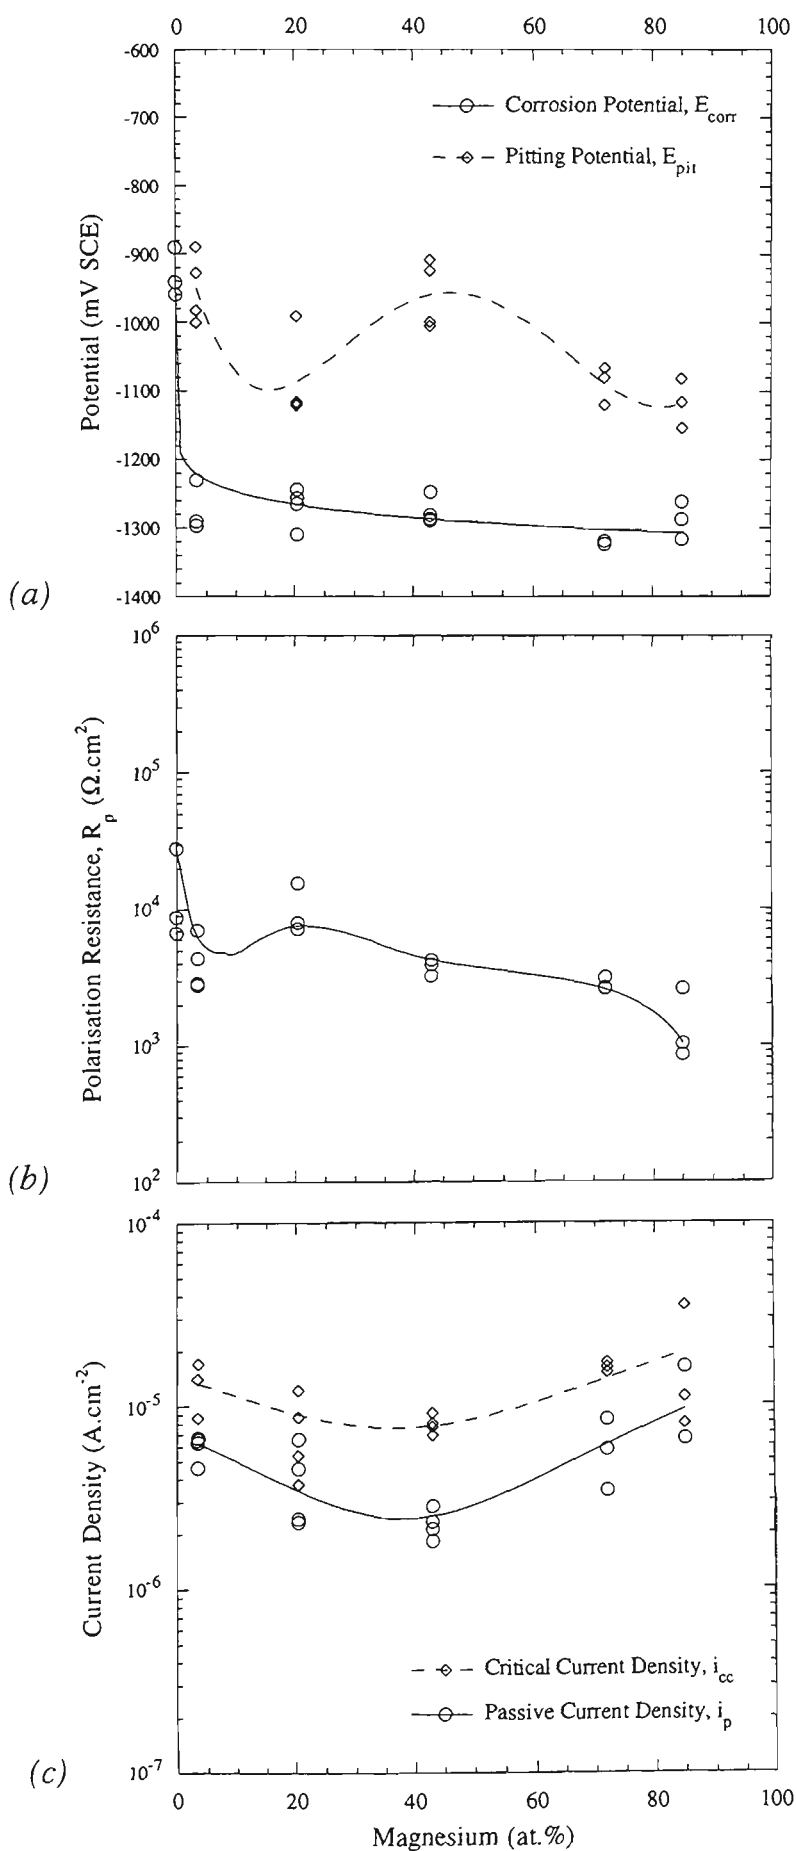 0 20 40 60 80 100
-600
Corrosion Potential, E_corr
-700
Pitting Potential, E_pit
-800
-900
-1000
-1100
-1200
-1300
-1400
Potential (mV SCE)
(a)
10^6
10^5
10^4
10^3
10^2
Polarisation Resistance, R_p (Ω.cm^2)
(b)
10^-4
10^-5
10^-6
Critical Current Density, i_cc
Passive Current Density, i_p
10^-7
Current Density (A.cm^-2)
(c)
0 20 40 60 80 100
Magnesium (at.%)